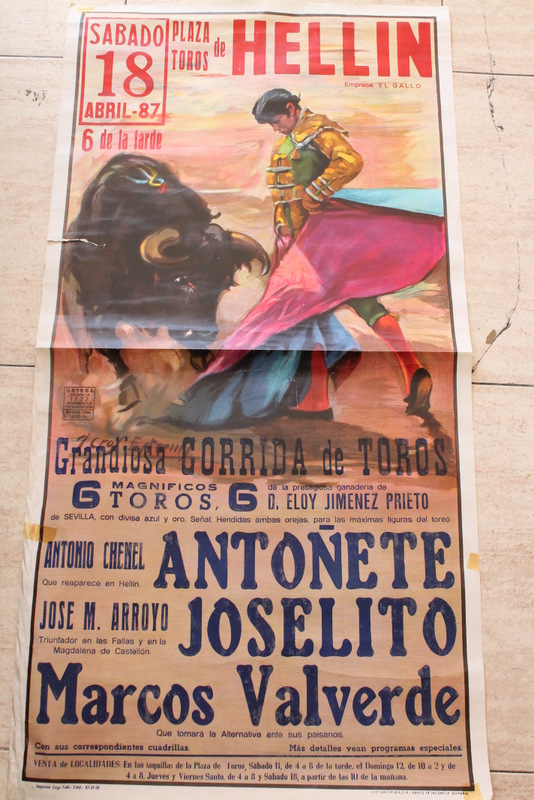 SABADO
18
ABRIL-87
6 de la tarde
PLAZA de TOROS
HELLIN
Empresa: EL GALLO
ORTEGA
Grandiosa CORRIDA de TOROS
6 MAGNIFICOS TOROS, 6 de la prestigiosa ganadería de D. ELOY JIMENEZ PRIETO
de SEVILLA, con divisa azul y oro. Señal: Hendidas ambas orejas, para las máximas figuras del toreo
ANTONIO CHENEL ANTOÑETE
Que reaparece en Hellín.
JOSE M. ARROYO JOSELITO
Triunfador en las Fallas y en la
Magdalena de Castellón.
Marcos Valverde
Que tomará la Alternativa ante sus paisanos.
Con sus correspondientes cuadrillas Más detalles vean programas especiales
VENTA de LOCALIDADES: En las taquillas de la Plaza de Toros, Sábado 11, de 4 a 8 de la tarde, el Domingo 12, de 10 a 2 y de
4 a 8, Jueves y Viernes Santo, de 4 a 8 y Sábado 18, a partir de las 10 de la mañana.